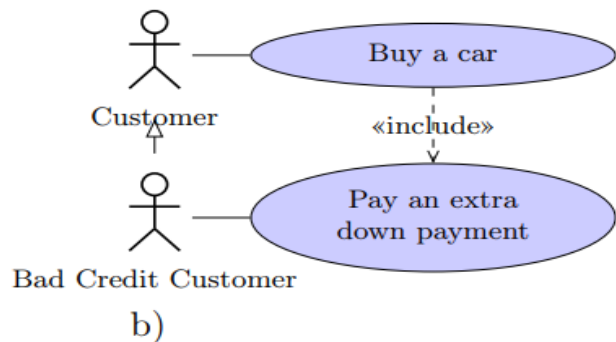 Buy a car
Customer
«include»
Pay an extra
down payment
Bad Credit Customer
b)